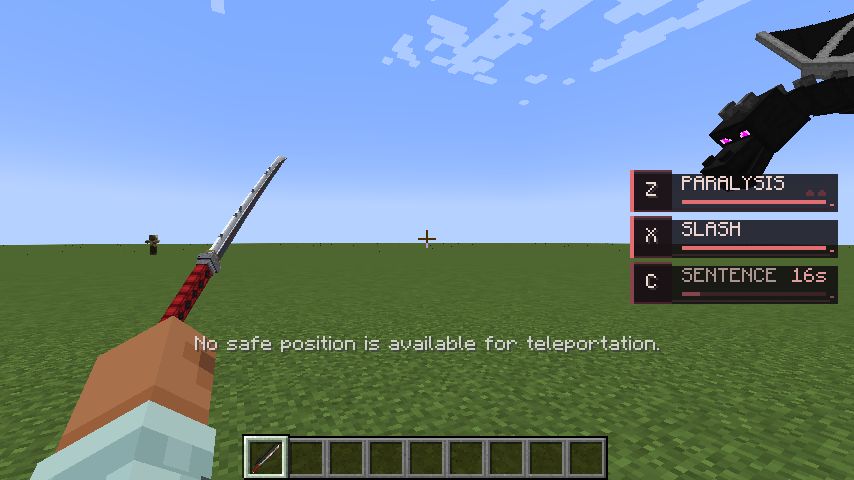 Z PARALYSIS
X SLASH
C SENTENCE 16s
No safe position is available for teleportation.